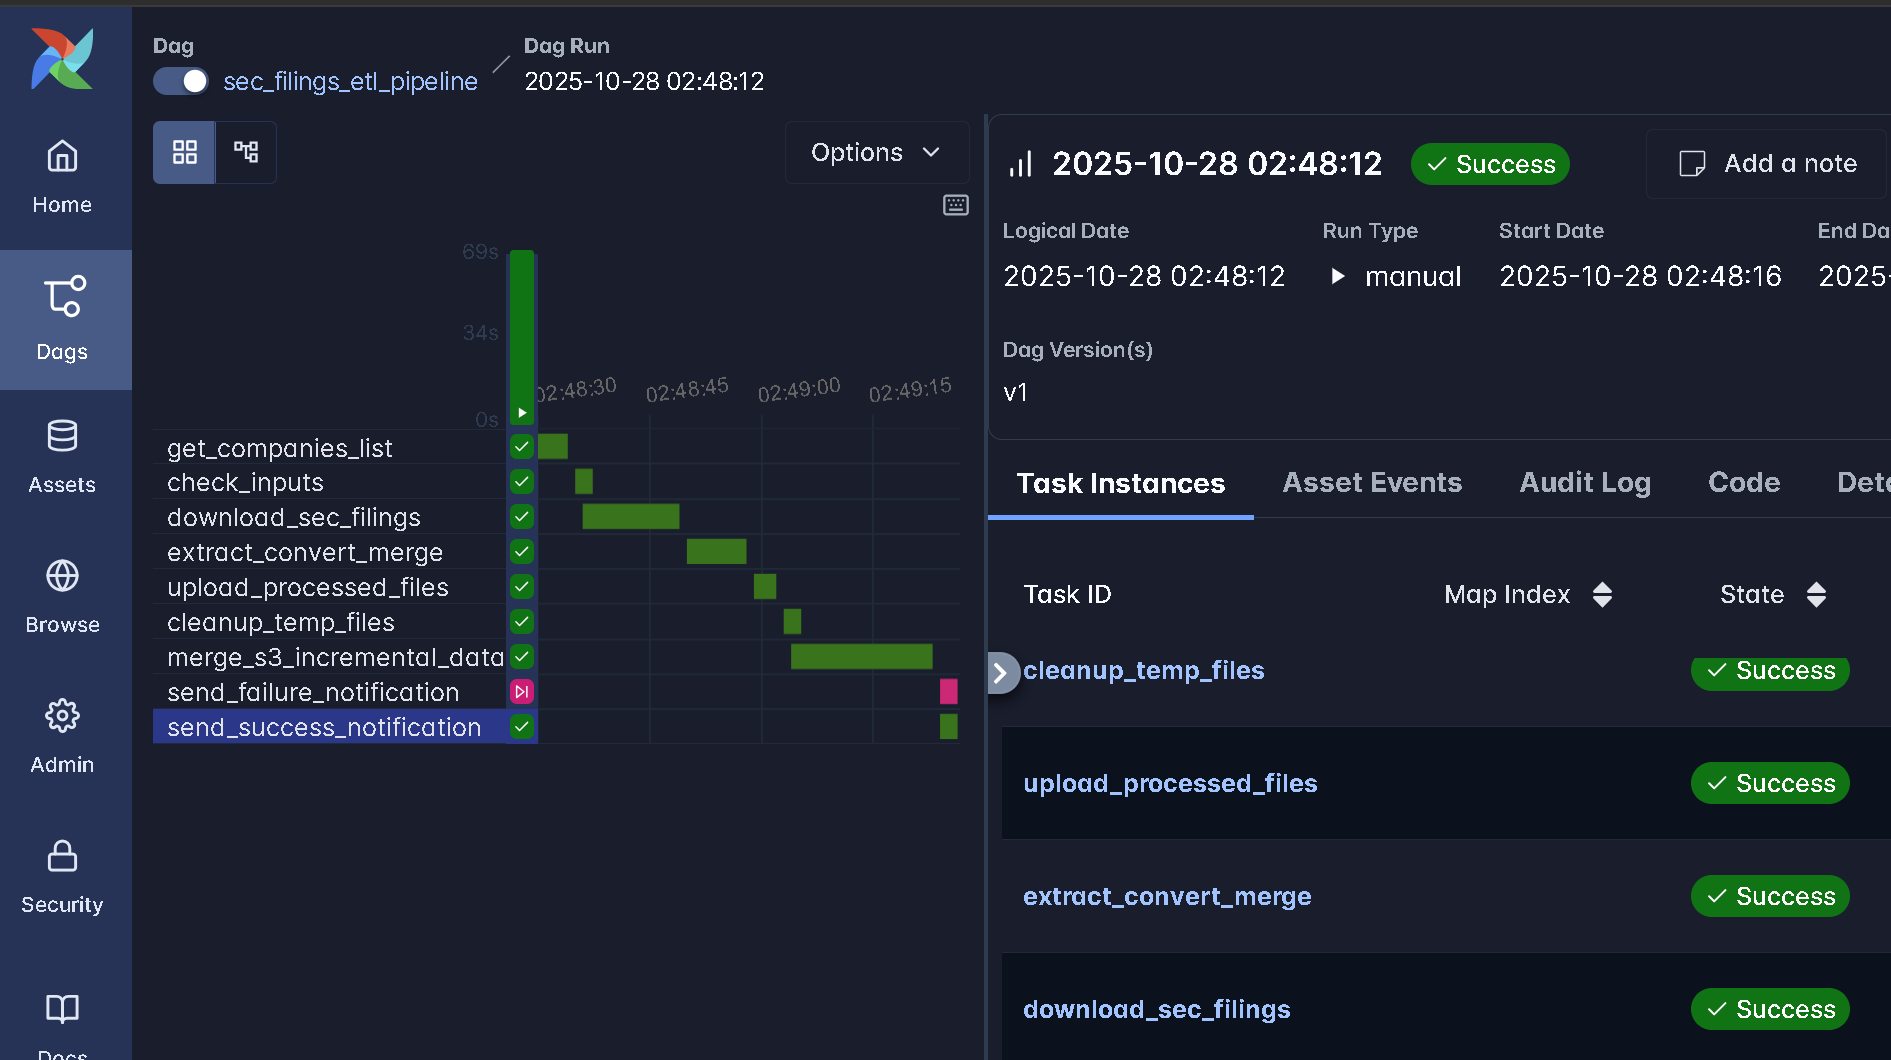 Dag
sec_filings_etl_pipeline
Dag Run
2025-10-28 02:48:12
Home
Dags
Assets
Browse
Admin
Security
Docs
Options
69s
34s
0s
02:48:30
02:48:45
02:49:00
02:49:15
get_companies_list
check_inputs
download_sec_filings
extract_convert_merge
upload_processed_files
cleanup_temp_files
merge_s3_incremental_data
send_failure_notification
send_success_notification
2025-10-28 02:48:12
Success
Add a note
Logical Date
2025-10-28 02:48:12
Run Type
manual
Start Date
2025-10-28 02:48:16
End Da
2025-
Dag Version(s)
v1
Task Instances
Asset Events
Audit Log
Code
Deta
Task ID
Map Index
State
cleanup_temp_files
Success
upload_processed_files
Success
extract_convert_merge
Success
download_sec_filings
Success